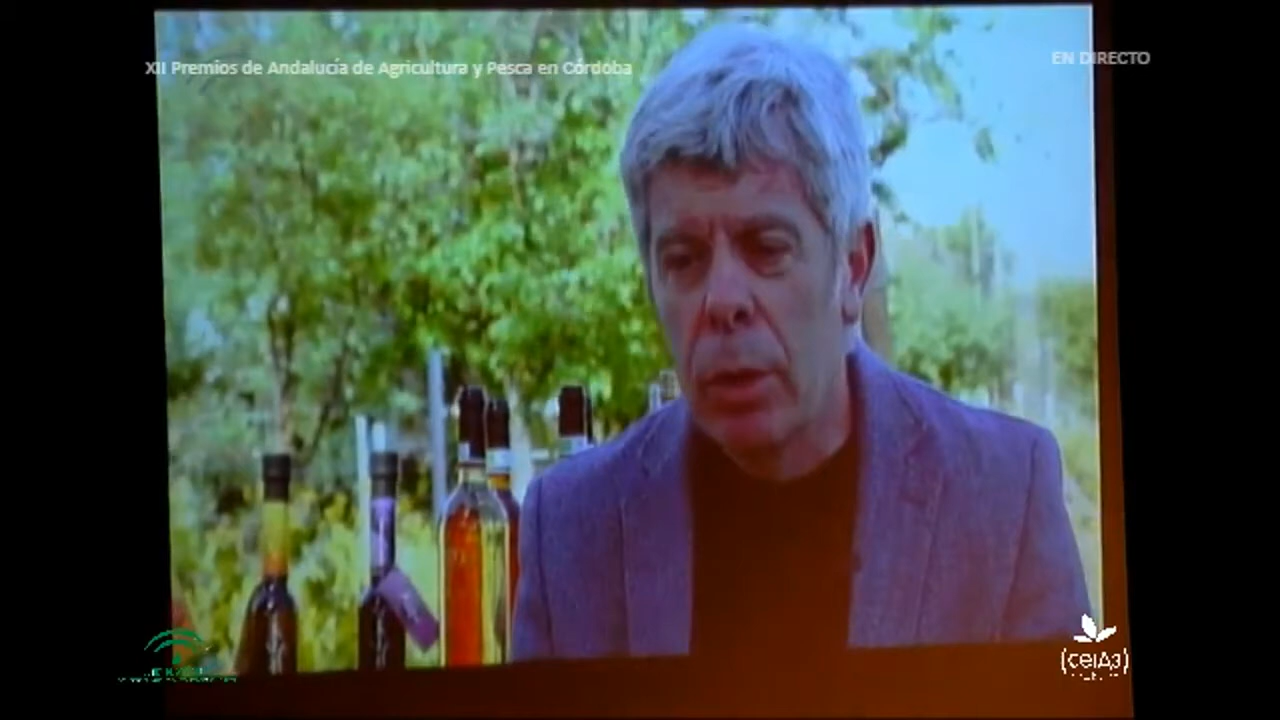 XII Premios de Andalucía de Agricultura y Pesca en Córdoba
EN DIRECTO
(ceiA3)